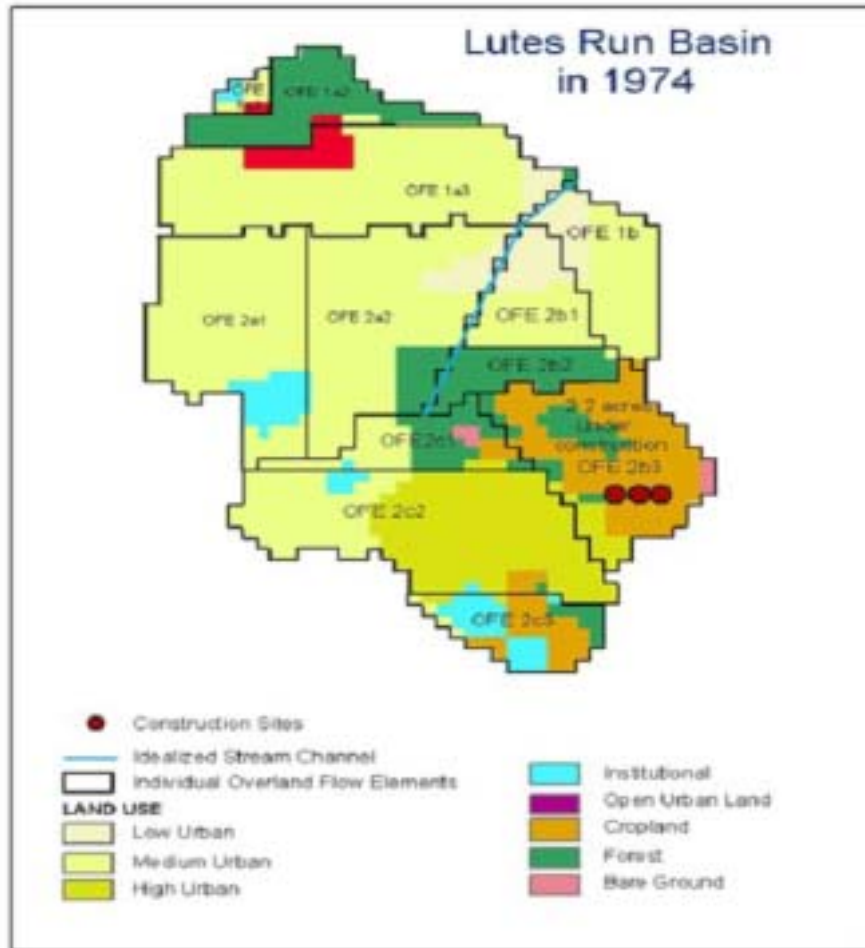 Lutes Run Basin
in 1974
OFE
OFE 1a2
OFE 1a3
OFE 1b
OFE 2a1
OFE 2a2
OFE 2b1
OFE 2b2
acres
under
construction
OFE 2b3
OFE 2c1
OFE 2c2
OFE 2c3
Construction Sites
Idealized Stream Channel
Individual Overland Flow Elements
LAND USE
Low Urban
Medium Urban
High Urban
Institutional
Open Urban Land
Cropland
Forest
Bare Ground